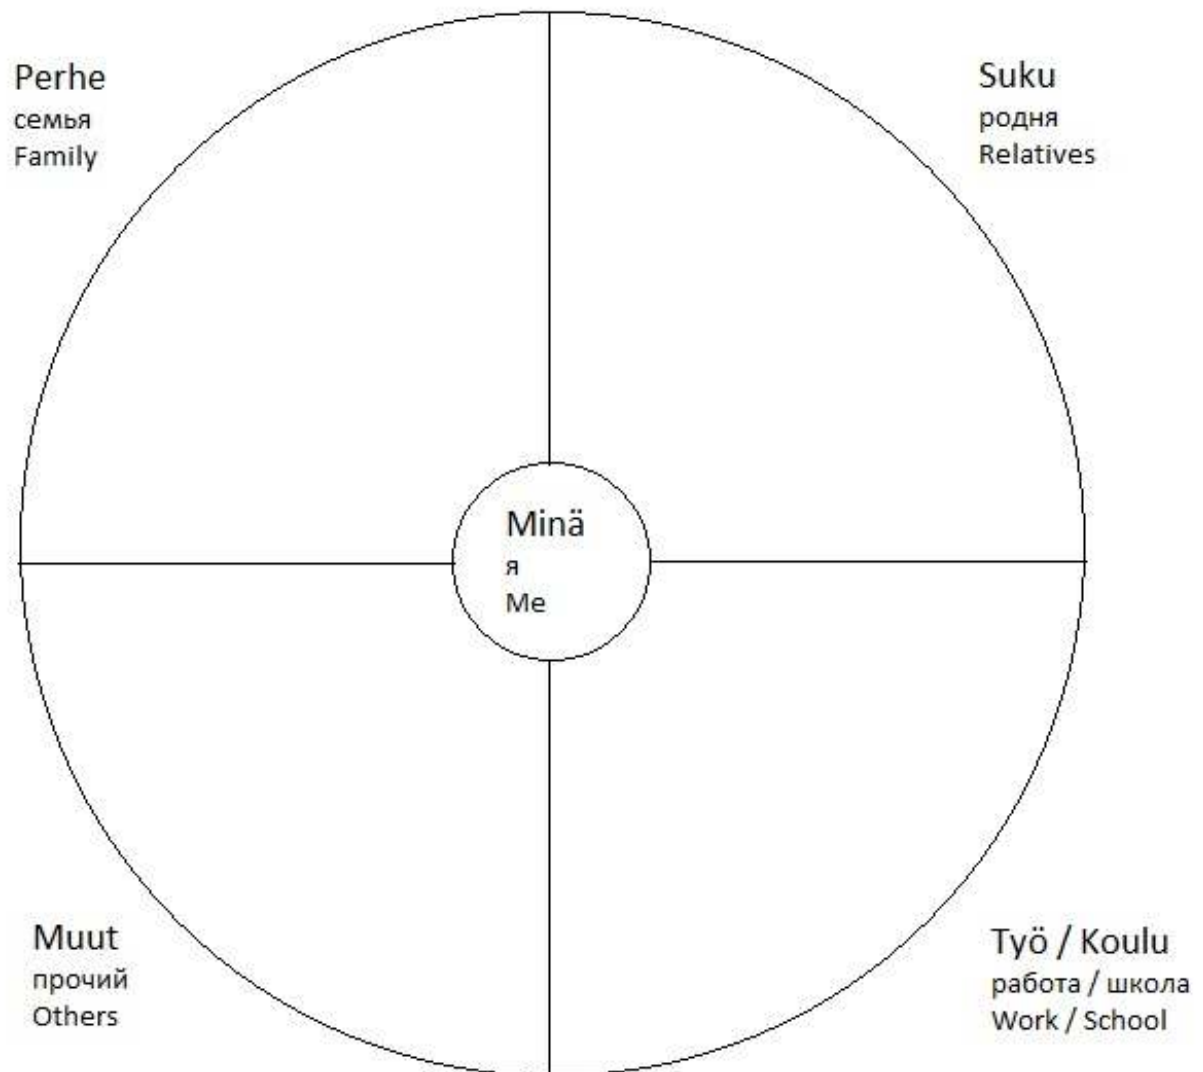 Perhe
семья
Family
Suku
родня
Relatives
Minä
я
Me
Muut
прочий
Others
Työ / Koulu
работа / школа
Work / School